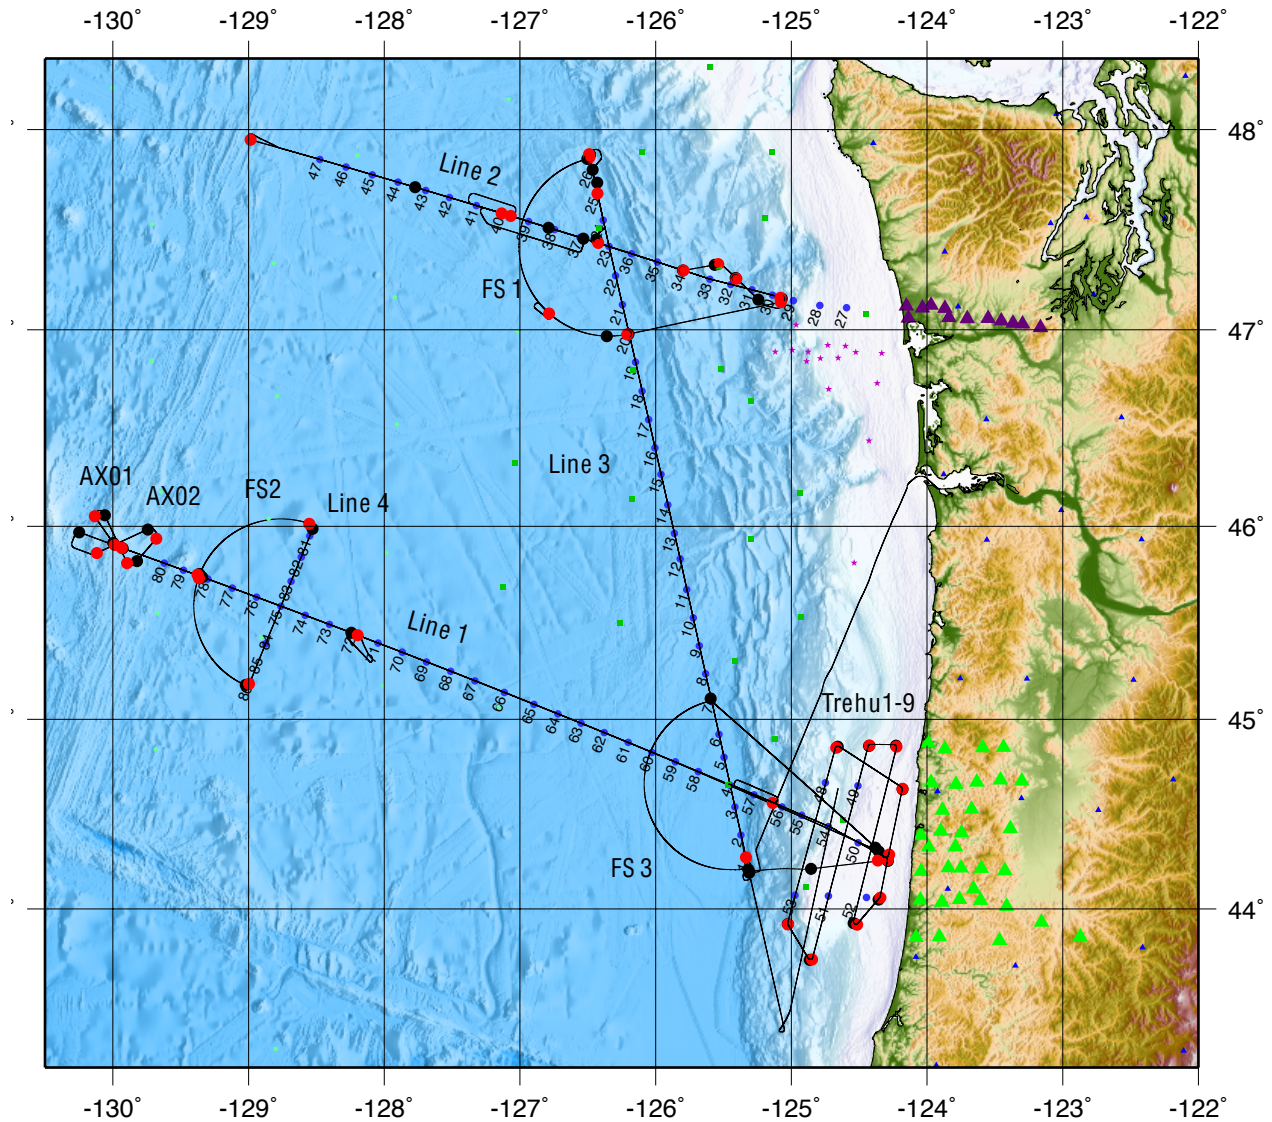 -130° -129° -128° -127° -126° -125° -124° -123° -122°
48°
47 46 45 44 43 42 41 40 39 38 37 36 35 34 33 32 31 30 29 28 27
Line 2
26 25 23 22 21 20 19 18 17 16 15 14 13 12 11 10 9 8 7 6 5 4 3 2 1
FS 1
47°
Line 3
AX01
AX02
FS2
Line 4
46°
80 79 78 77 76 75 74 73 72 71 70 69 68 67 66 65 64 63 62 61 60 59 58 57 56 55 54 50
81 82 83 84 85 86
Line 1
Trehu1-9
45°
48 49
FS 3
53 51 52
44°
-130° -129° -128° -127° -126° -125° -124° -123° -122°